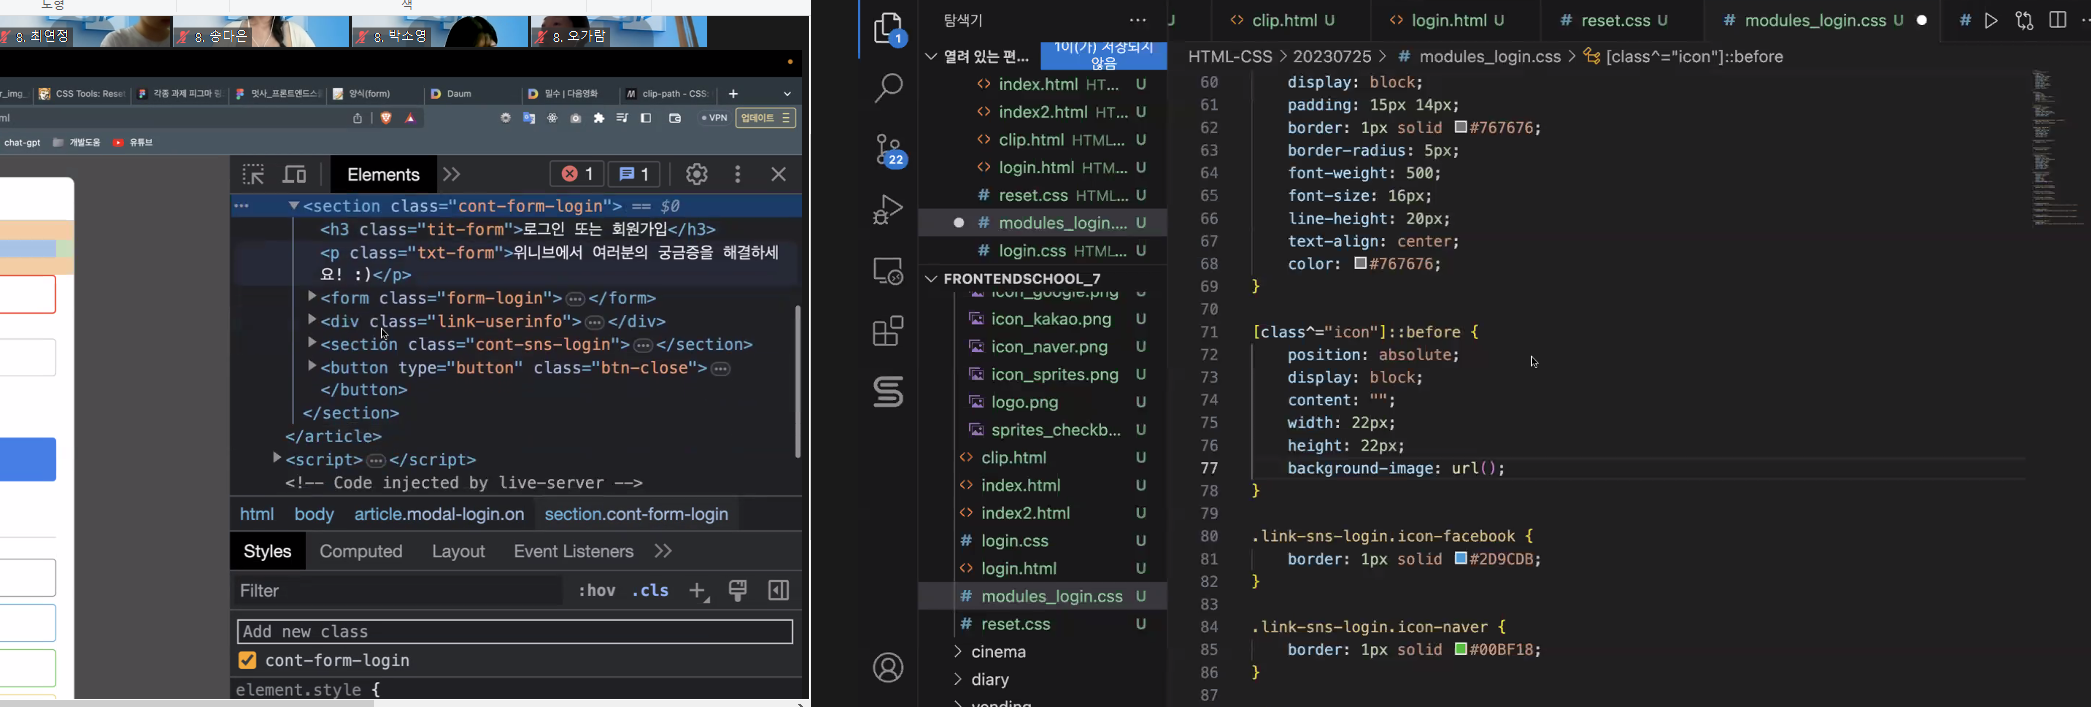 노영
색
8. 최연정
8. 송다은
8. 박소영
8. 오가람
r_img_
CSS Tools: Reset
각종 과제 피그마 링
멋사_프론트엔드스쿨
양식(form)
Daum
밀수 | 다음영화
clip-path - CSS:
ml
VPN
업데이트
chat-gpt
개발도움
유튜브
Elements
1
1
<section class="cont-form-login"> == $0
<h3 class="tit-form">로그인 또는 회원가입</h3>
<p class="txt-form">위니브에서 여러분의 궁금증을 해결하세
요! :)</p>
<form class="form-login">…</form>
<div class="link-userinfo">…</div>
<section class="cont-sns-login">…</section>
<button type="button" class="btn-close">…
</button>
</section>
</article>
<script>…</script>
<!-- Code injected by live-server -->
html body article.modal-login.on section.cont-form-login
Styles Computed Layout Event Listeners
Filter
:hov .cls
Add new class
cont-form-login
element.style {
1
22
탐색기
열려 있는 편...
1이(가) 저장되지
않음
index.html HT... U
index2.html HT... U
clip.html HTML... U
login.html HTM... U
reset.css HTML... U
modules_login.... U
login.css HTML... U
FRONTENDSCHOOL_7
icon_google.png
icon_kakao.png U
icon_naver.png U
icon_sprites.png U
logo.png U
sprites_checkb... U
clip.html U
index.html U
index2.html U
login.css U
login.html U
modules_login.css U
reset.css U
cinema
diary
vending
U
clip.html U
login.html U
reset.css U
modules_login.css U
HTML-CSS > 20230725 > # modules_login.css > [class^="icon"]::before
60 display: block;
61 padding: 15px 14px;
62 border: 1px solid #767676;
63 border-radius: 5px;
64 font-weight: 500;
65 font-size: 16px;
66 line-height: 20px;
67 text-align: center;
68 color: #767676;
69 }
70
71 [class^="icon"]::before {
72 position: absolute;
73 display: block;
74 content: "";
75 width: 22px;
76 height: 22px;
77 background-image: url();
78 }
79
80 .link-sns-login.icon-facebook {
81 border: 1px solid #2D9CDB;
82 }
83
84 .link-sns-login.icon-naver {
85 border: 1px solid #00BF18;
86 }
87